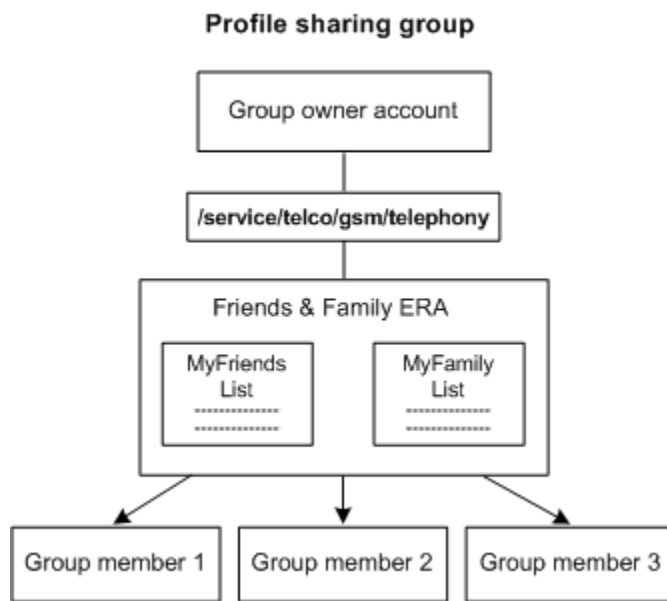 Profile sharing group
Group owner account
/service/telco/gsm/telephony
Friends & Family ERA
MyFriends
List
MyFamily
List
Group member 1
Group member 2
Group member 3